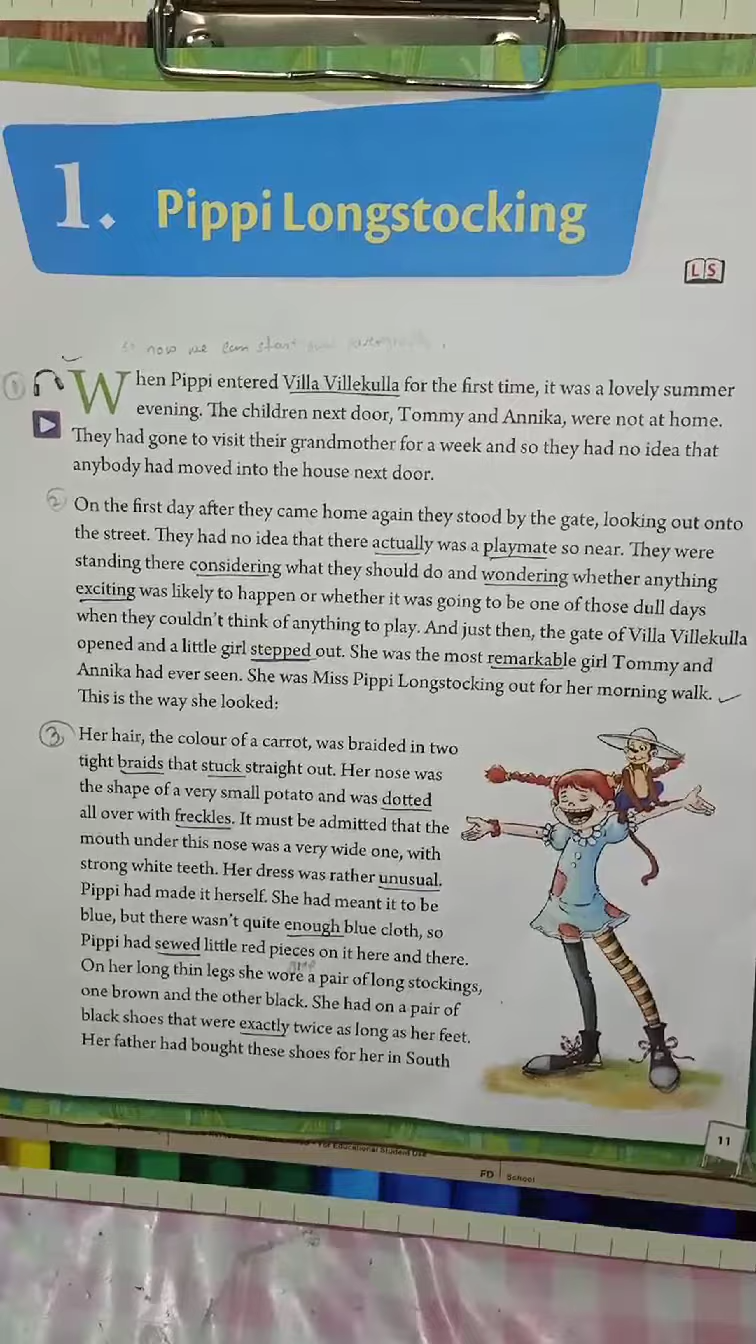 1. Pippi Longstocking
L S
now we can start
1 When Pippi entered Villa Villekulla for the first time, it was a lovely summer
evening. The children next door, Tommy and Annika, were not at home.
They had gone to visit their grandmother for a week and so they had no idea that
anybody had moved into the house next door.
2 On the first day after they came home again they stood by the gate, looking out onto
the street. They had no idea that there actually was a playmate so near. They were
standing there considering what they should do and wondering whether anything
exciting was likely to happen or whether it was going to be one of those dull days
when they couldn't think of anything to play. And just then, the gate of Villa Villekulla
opened and a little girl stepped out. She was the most remarkable girl Tommy and
Annika had ever seen. She was Miss Pippi Longstocking out for her morning walk.
This is the way she looked:
3 Her hair, the colour of a carrot, was braided in two
tight braids that stuck straight out. Her nose was
the shape of a very small potato and was dotted
all over with freckles. It must be admitted that the
mouth under this nose was a very wide one, with
strong white teeth. Her dress was rather unusual.
Pippi had made it herself. She had meant it to be
blue, but there wasn't quite enough blue cloth, so
Pippi had sewed little red pieces on it here and there.
On her long thin legs she wore a pair of long stockings,
one brown and the other black. She had on a pair of
black shoes that were exactly twice as long as her feet.
Her father had bought these shoes for her in South
11
For Educational Student Use
FD School